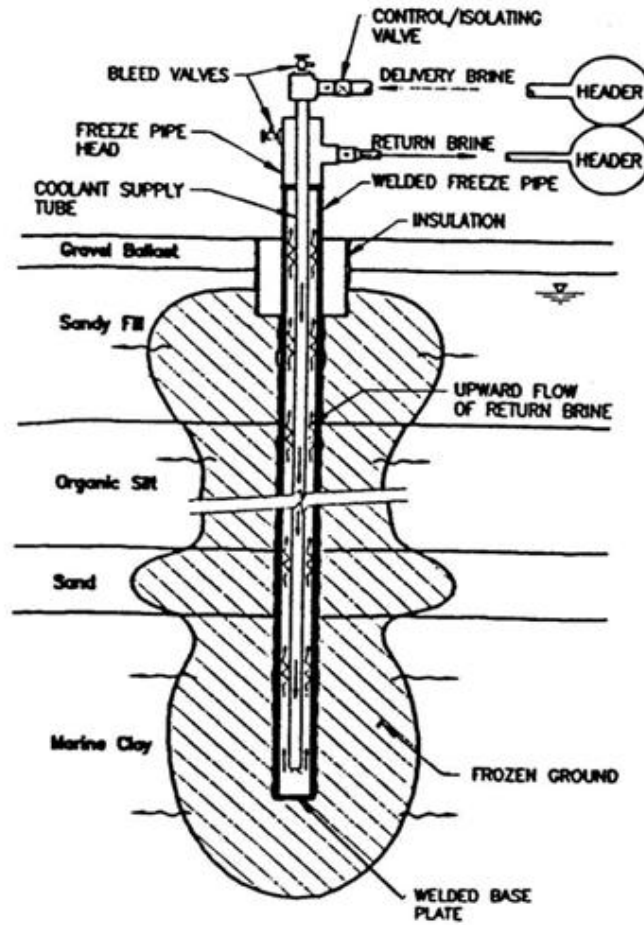 CONTROL/ISOLATING
VALVE
BLEED VALVES
DELIVERY BRINE
HEADER
FREEZE PIPE
HEAD
RETURN BRINE
HEADER
COOLANT SUPPLY
TUBE
WELDED FREEZE PIPE
INSULATION
Gravel Ballast
Sandy Fill
UPWARD FLOW
OF RETURN BRINE
Organic Silt
Sand
Marine Clay
FROZEN GROUND
WELDED BASE
PLATE